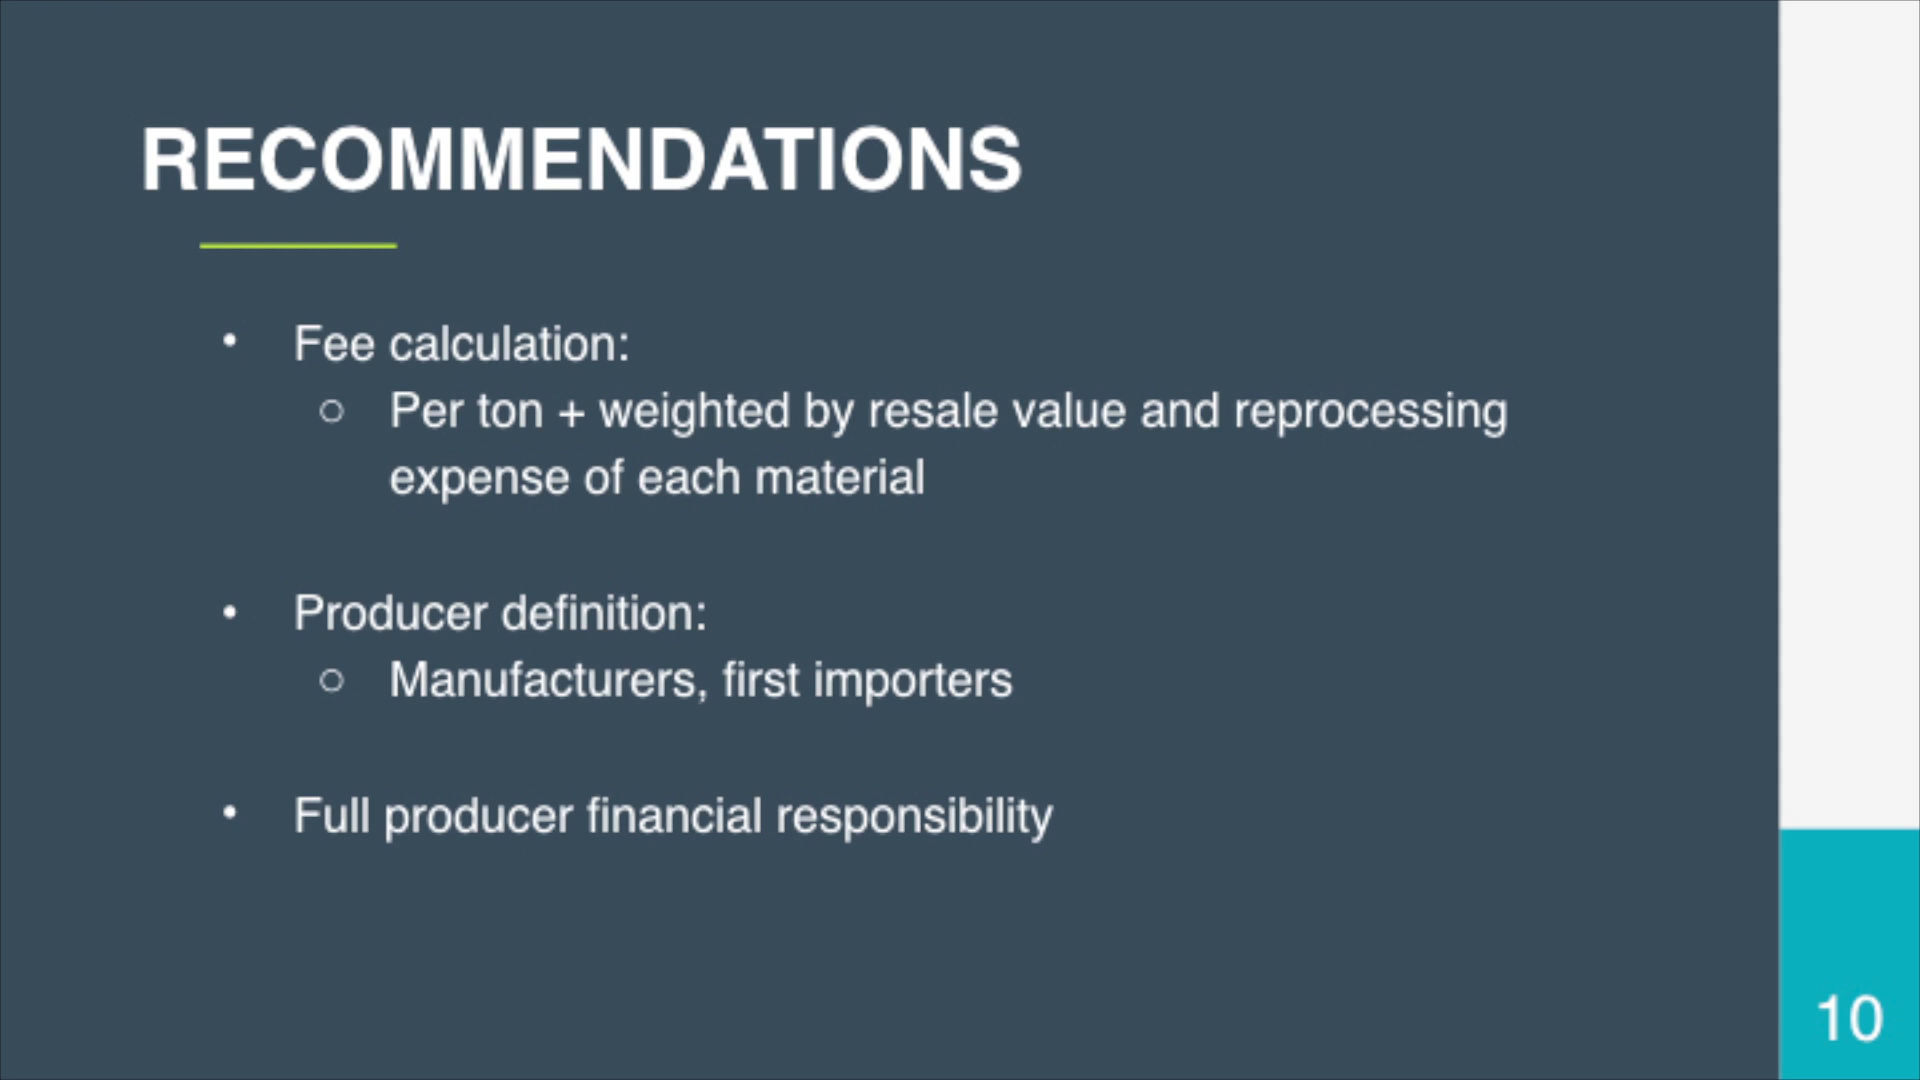 RECOMMENDATIONS
• Fee calculation:
○ Per ton + weighted by resale value and reprocessing
expense of each material
• Producer definition:
○ Manufacturers, first importers
• Full producer financial responsibility
10